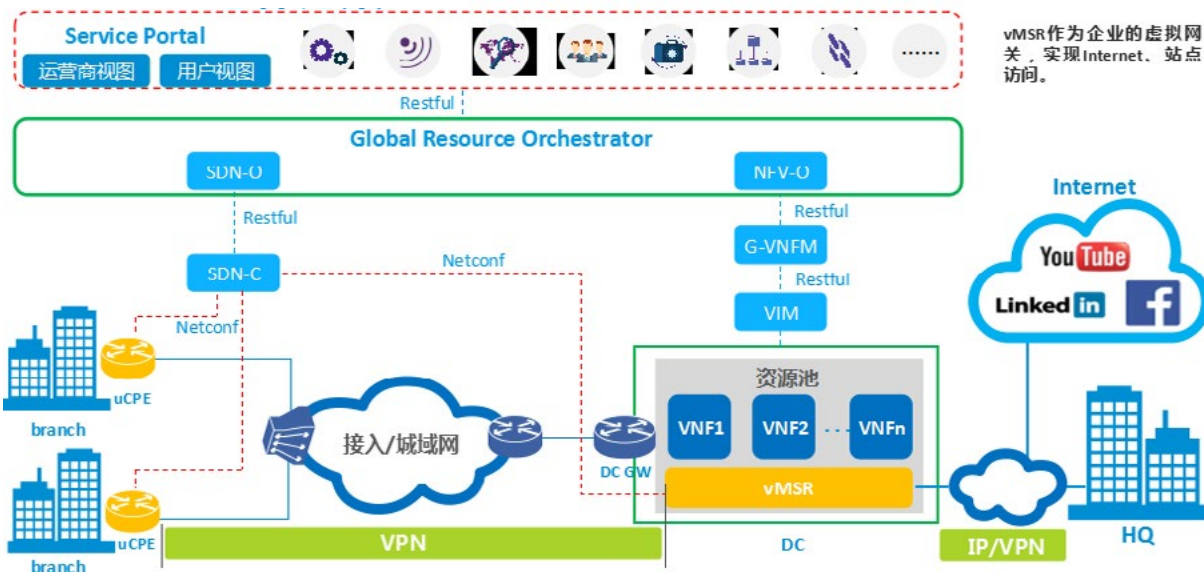 Service Portal
运营商视图
用户视图
......
vMSR作为企业的虚拟网
关，实现Internet、站点
访问。
Restful
Global Resource Orchestrator
SDN-O
NFV-O
Restful
Restful
G-VNFM
Restful
VIM
SDN-C
Netconf
Netconf
Internet
YouTube
Linked in
f
uCPE
branch
uCPE
branch
接入/城域网
DC GW
资源池
VNF1
VNF2
...
VNFn
vMSR
VPN
DC
IP/VPN
HQ